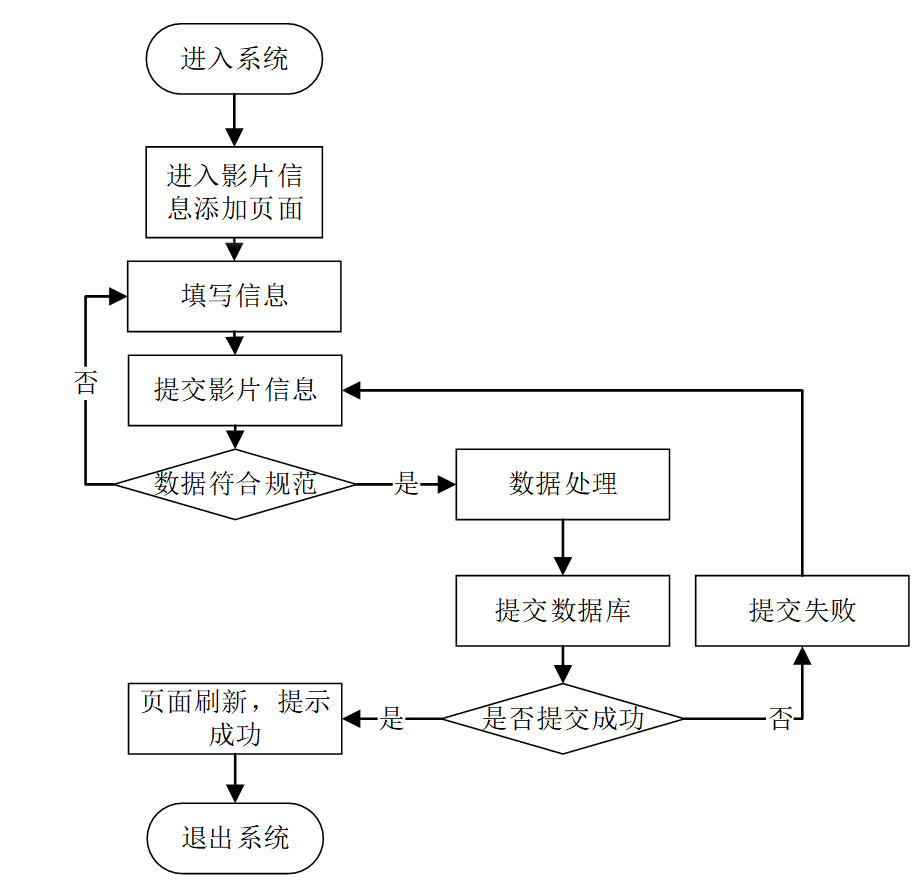 进入系统
进入影片信
息添加页面
填写信息
否
提交影片信息
数据符合规范
是
数据处理
提交数据库
提交失败
页面刷新，提示
成功
是
是否提交成功
否
退出系统